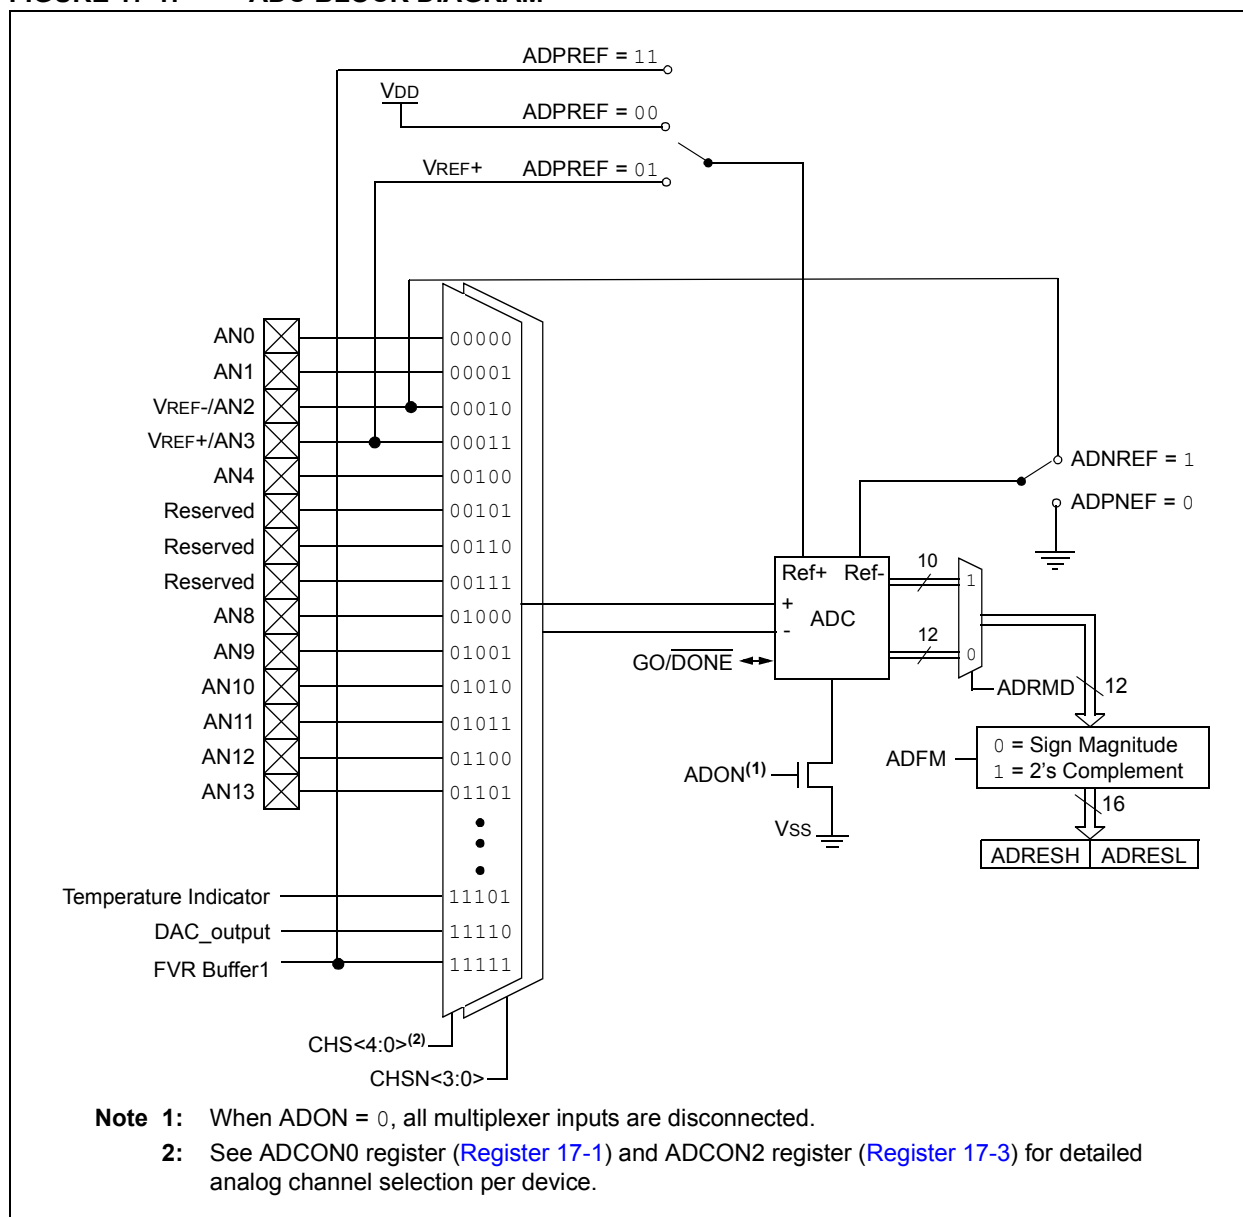 ADPREF = 11
VDD
ADPREF = 00
VREF+ ADPREF = 01
AN0 00000
AN1 00001
VREF-/AN2 00010
VREF+/AN3 00011
AN4 00100
Reserved 00101
Reserved 00110
Reserved 00111
AN8 01000
AN9 01001
AN10 01010
AN11 01011
AN12 01100
AN13 01101
Temperature Indicator 11101
DAC_output 11110
FVR Buffer1 11111
CHS<4:0>(2)
CHSN<3:0>
ADNREF = 1
ADPNEF = 0
Ref+ Ref-
+
ADC
-
GO/DONE
10
1
12
0
ADRMD
12
ADON(1)
VSS
ADFM
0 = Sign Magnitude
1 = 2's Complement
16
ADRESH ADRESL
Note 1: When ADON = 0, all multiplexer inputs are disconnected.
2: See ADCON0 register (Register 17-1) and ADCON2 register (Register 17-3) for detailed
analog channel selection per device.